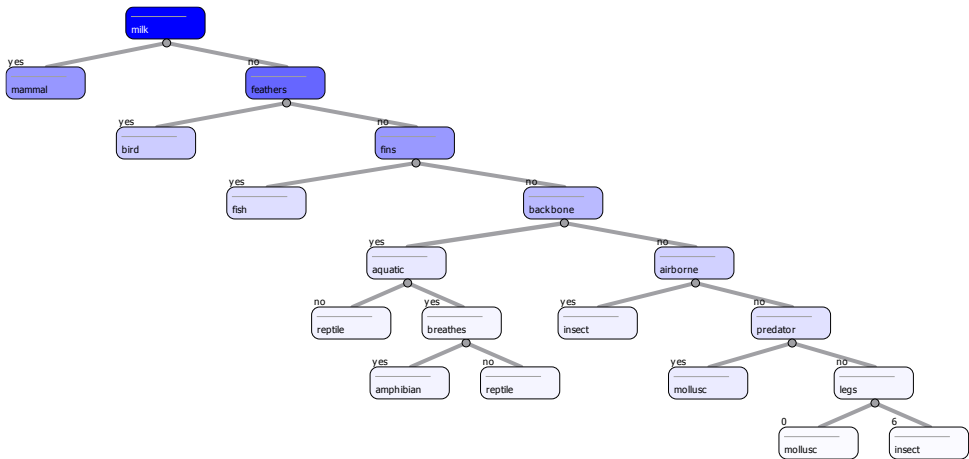 milk
yes
no
mammal
feathers
yes
no
bird
fins
yes
no
fish
backbone
yes
no
aquatic
airborne
no
yes
yes
no
reptile
breathes
insect
predator
yes
no
yes
no
amphibian
reptile
mollusc
legs
0
6
mollusc
insect